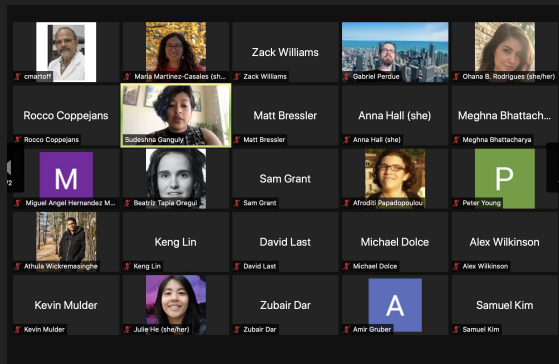 cmartoff
Maria Martinez-Casales (sh...
Zack Williams
Zack Williams
Gabriel Perdue
Ohana B. Rodrigues (she/her)
Rocco Coppejans
Rocco Coppejans
Sudeshna Ganguly
Matt Bressler
Matt Bressler
Anna Hall (she)
Anna Hall (she)
Meghna Bhattach...
Meghna Bhattacharya
/2
M
Miguel Angel Hernandez M...
Beatriz Tapia Oregui
Sam Grant
Sam Grant
Afroditi Papadopoulou
P
Peter Young
Athula Wickremasinghe
Keng Lin
Keng Lin
David Last
David Last
Michael Dolce
Michael Dolce
Alex Wilkinson
Alex Wilkinson
Kevin Mulder
Kevin Mulder
Julie He (she/her)
Zubair Dar
Zubair Dar
A
Amir Gruber
Samuel Kim
Samuel Kim